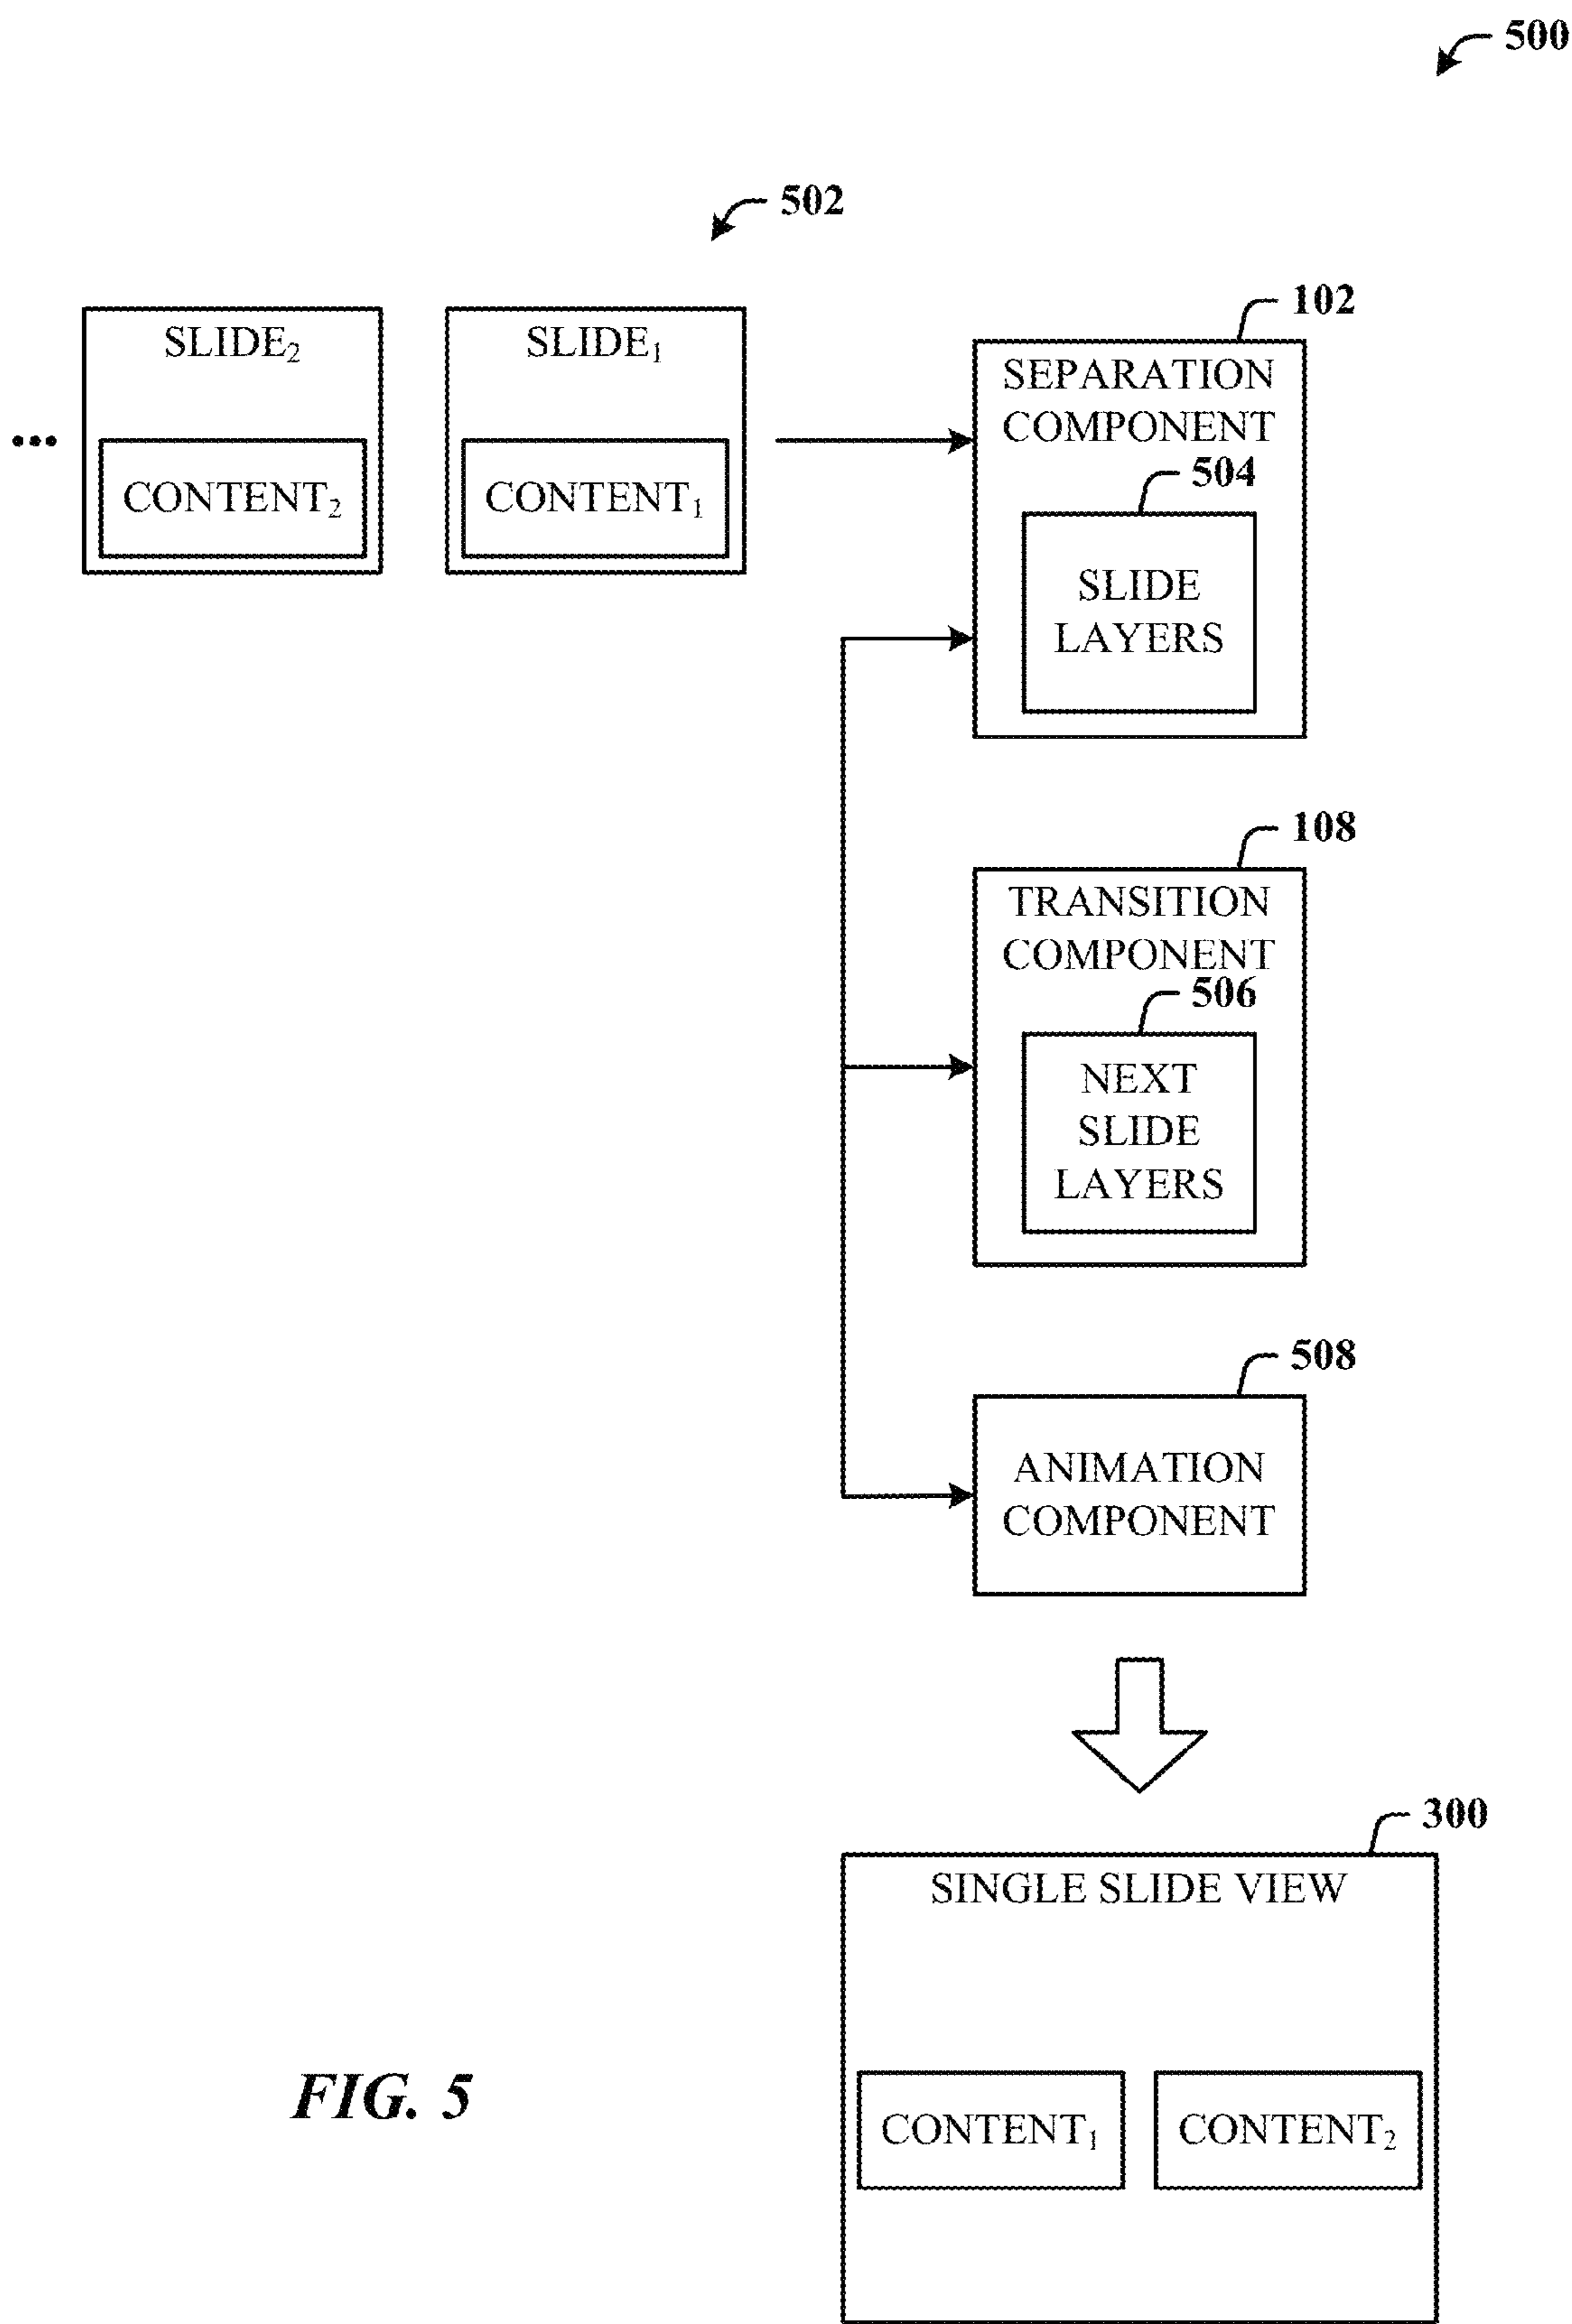 500
502
102
SLIDE₂
SLIDE₁
SEPARATION
COMPONENT
...
CONTENT₂
CONTENT₁
504
SLIDE
LAYERS
108
TRANSITION
COMPONENT
506
NEXT
SLIDE
LAYERS
508
ANIMATION
COMPONENT
300
SINGLE SLIDE VIEW
FIG. 5
CONTENT₁
CONTENT₂